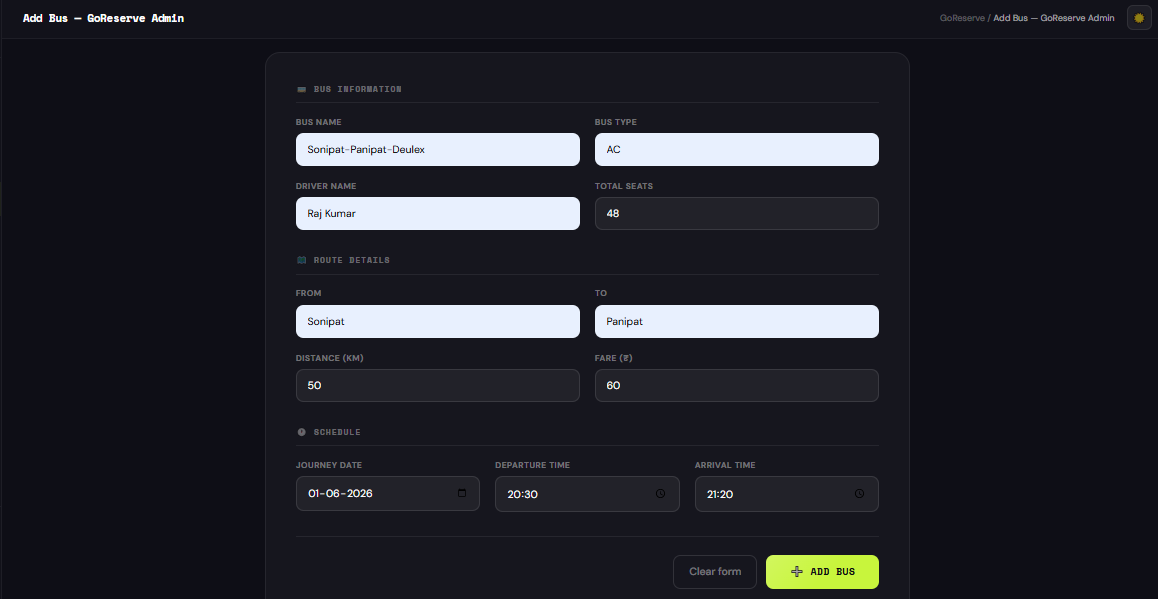 Add Bus — GoReserve Admin
GoReserve / Add Bus — GoReserve Admin
BUS INFORMATION
BUS NAME BUS TYPE
Sonipat-Panipat-Deulex AC
DRIVER NAME TOTAL SEATS
Raj Kumar 48
ROUTE DETAILS
FROM TO
Sonipat Panipat
DISTANCE (KM) FARE (₹)
50 60
SCHEDULE
JOURNEY DATE DEPARTURE TIME ARRIVAL TIME
01-06-2026 20:30 21:20
Clear form ADD BUS